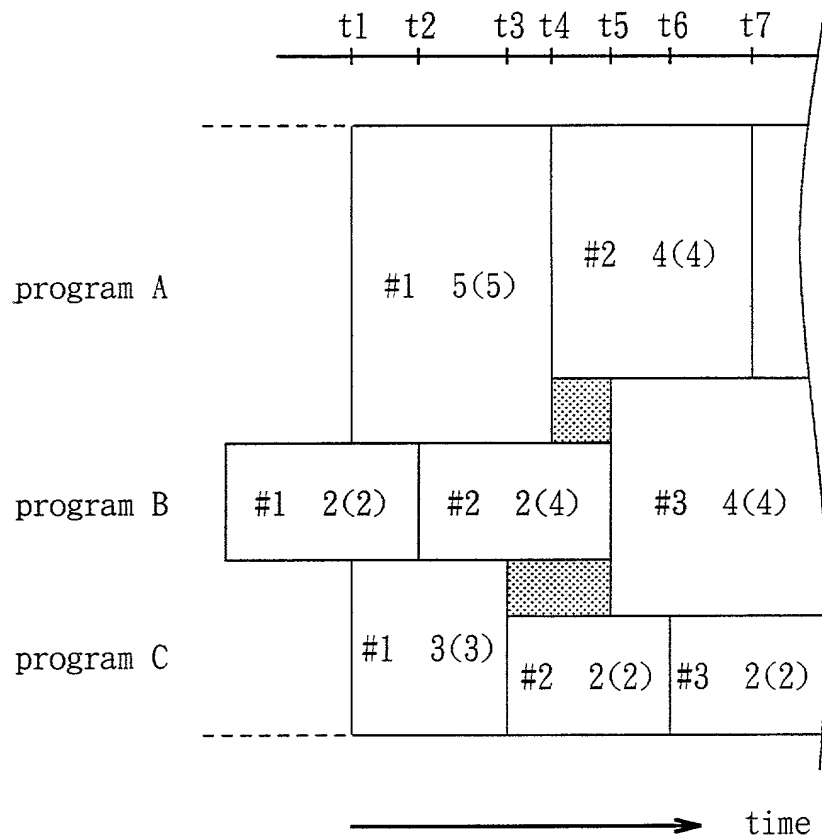 t1 t2 t3 t4 t5 t6 t7
program A
#1 5(5)
#2 4(4)
program B
#1 2(2)
#2 2(4)
#3 4(4)
program C
#1 3(3)
#2 2(2)
#3 2(2)
time